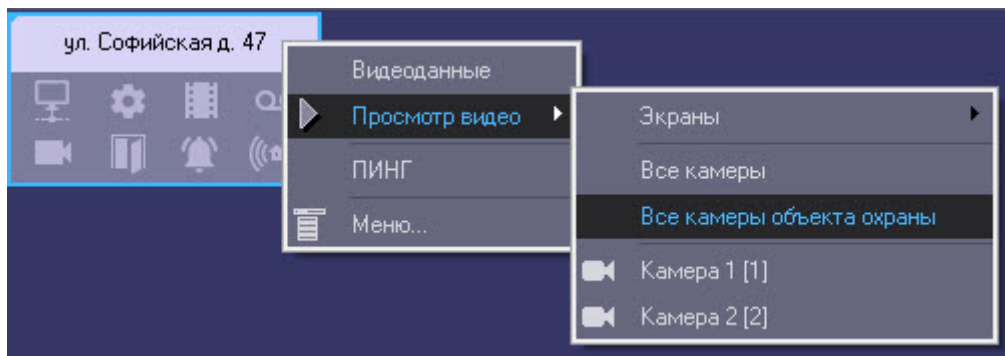 ул. Софийская д. 47
Видеоданные
Просмотр видео
ПИНГ
Меню...
Экраны
Все камеры
Все камеры объекта охраны
Камера 1 [1]
Камера 2 [2]